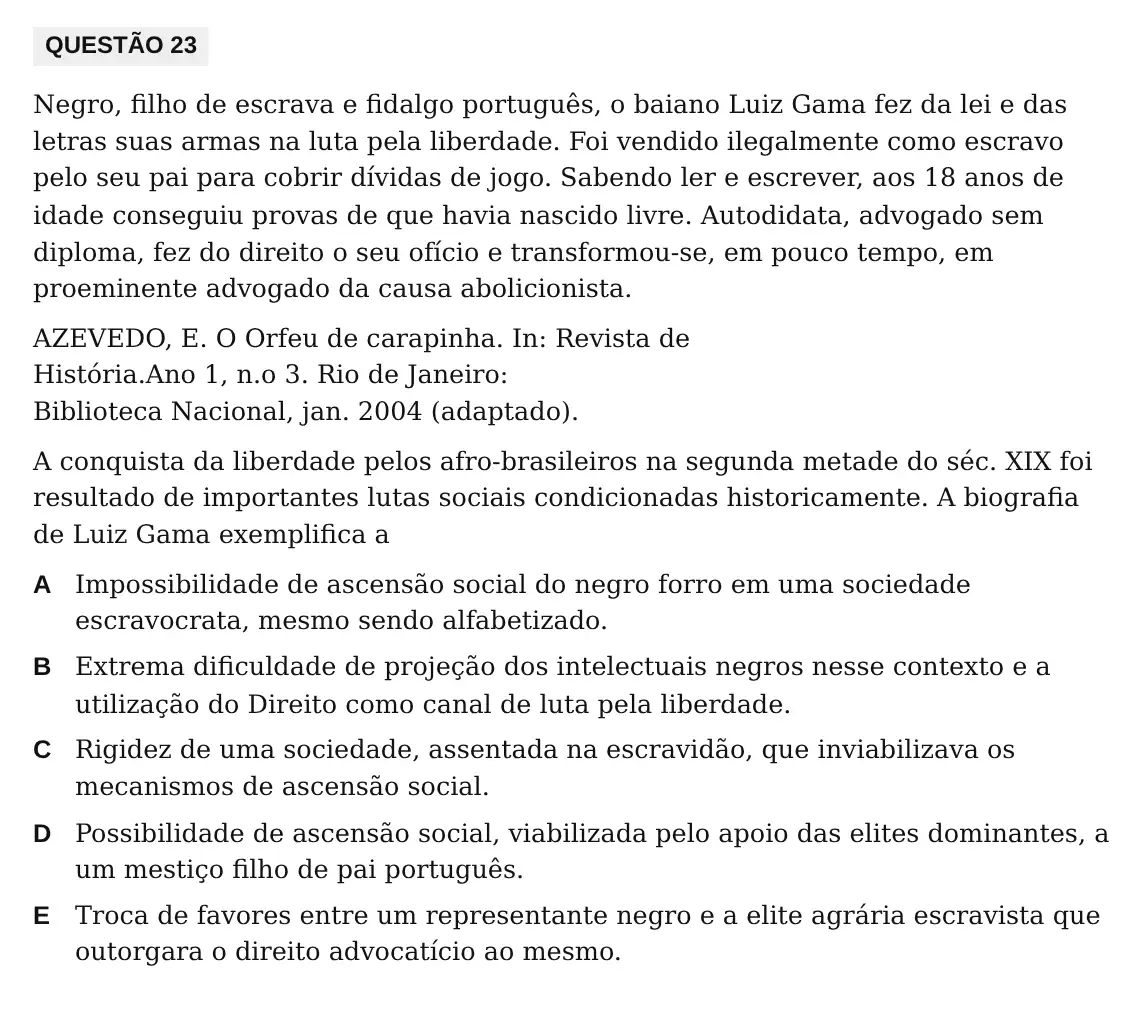 QUESTÃO 23
Negro, filho de escrava e fidalgo português, o baiano Luiz Gama fez da lei e das
letras suas armas na luta pela liberdade. Foi vendido ilegalmente como escravo
pelo seu pai para cobrir dívidas de jogo. Sabendo ler e escrever, aos 18 anos de
idade conseguiu provas de que havia nascido livre. Autodidata, advogado sem
diploma, fez do direito o seu ofício e transformou-se, em pouco tempo, em
proeminente advogado da causa abolicionista.
AZEVEDO, E. O Orfeu de carapinha. In: Revista de
História.Ano 1, n.o 3. Rio de Janeiro:
Biblioteca Nacional, jan. 2004 (adaptado).
A conquista da liberdade pelos afro-brasileiros na segunda metade do séc. XIX foi
resultado de importantes lutas sociais condicionadas historicamente. A biografia
de Luiz Gama exemplifica a
A Impossibilidade de ascensão social do negro forro em uma sociedade
escravocrata, mesmo sendo alfabetizado.
B Extrema dificuldade de projeção dos intelectuais negros nesse contexto e a
utilização do Direito como canal de luta pela liberdade.
C Rigidez de uma sociedade, assentada na escravidão, que inviabilizava os
mecanismos de ascensão social.
D Possibilidade de ascensão social, viabilizada pelo apoio das elites dominantes, a
um mestiço filho de pai português.
E Troca de favores entre um representante negro e a elite agrária escravista que
outorgara o direito advocatício ao mesmo.